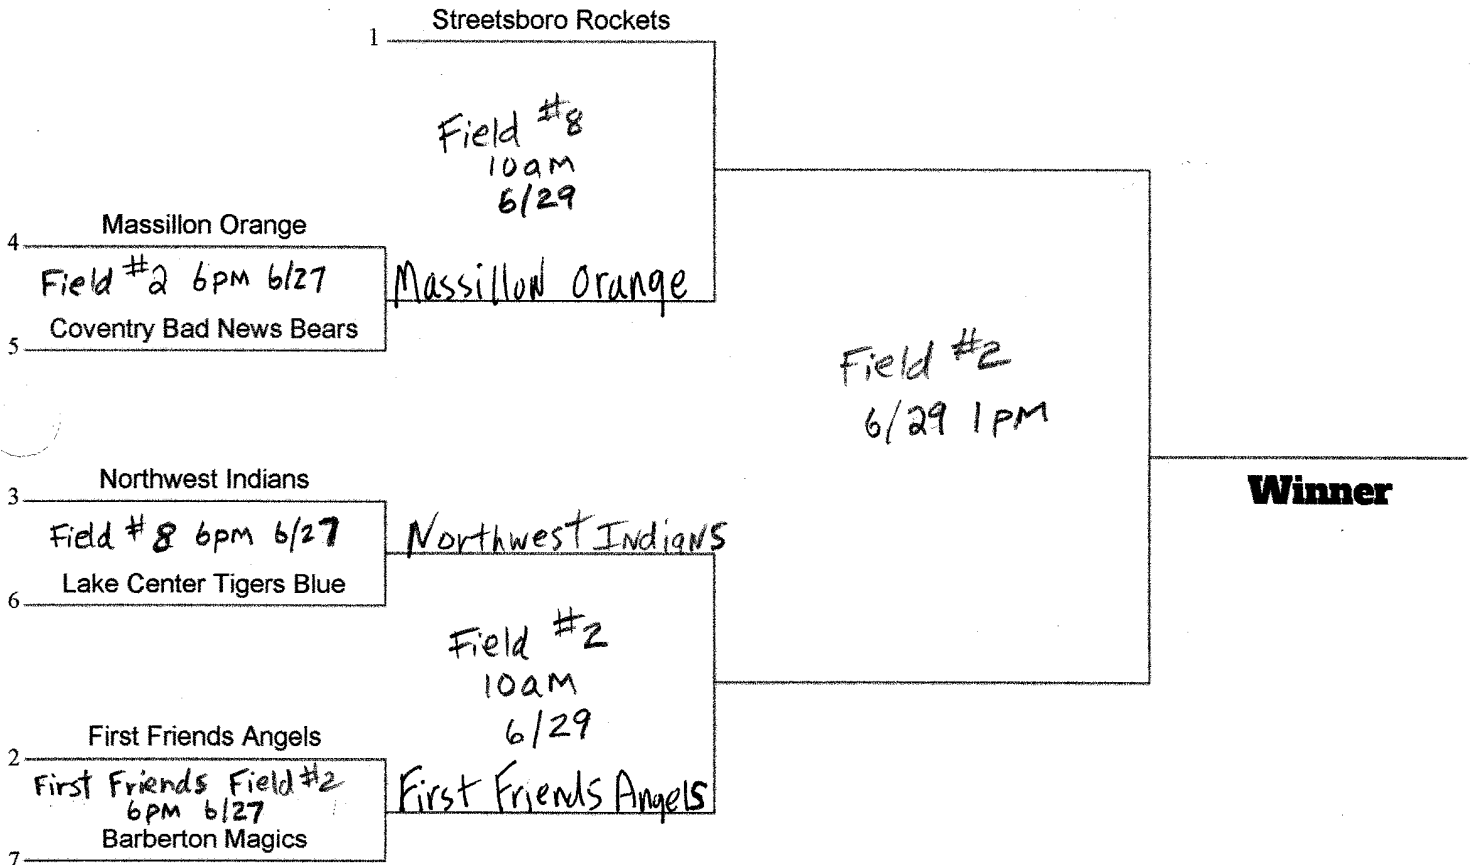 Streetsboro Rockets
1
Field #8
10am
6/29
Massillon Orange
4
Field #2 6pm 6/27
Massillon Orange
Coventry Bad News Bears
5
Field #2
6/29 1pm
Winner
Northwest Indians
3
Field #8 6pm 6/27
Northwest Indians
Lake Center Tigers Blue
6
Field #2
10am
6/29
First Friends Angels
2
First Friends Field #2
6pm 6/27
First Friends Angels
Barberton Magics
7